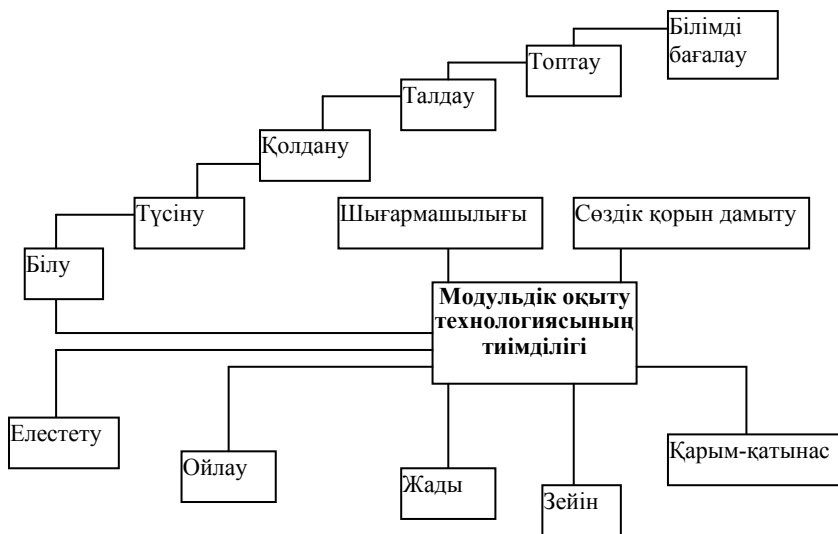 Білімді
бағалау
Топтау
Талдау
Қолдану
Түсіну
Шығармашылығы
Сөздік қорын дамыту
Білу
Модульдік оқыту
технологиясының
тиімділігі
Елестету
Ойлау
Жады
Зейін
Қарым-қатынас